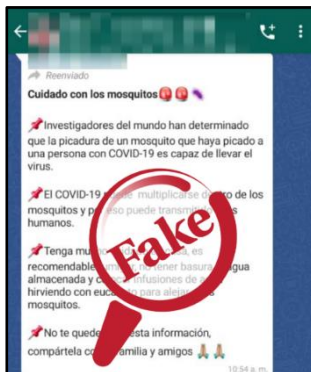 Reenviado
Cuidado con los mosquitos
Investigadores del mundo han determinado
que la picadura de un mosquito que haya picado a
una persona con COVID-19 es capaz de llevar el
virus.
El COVID-19 multiplicarse de los
mosquitos y por eso puede
humanos.
Tenga es
recomendable no tener basura agua
almacenada y infusiones de
hirviendo con para
mosquitos.
No te quede esta información,
compártela familia y amigos
10:54 a. m.
Fake